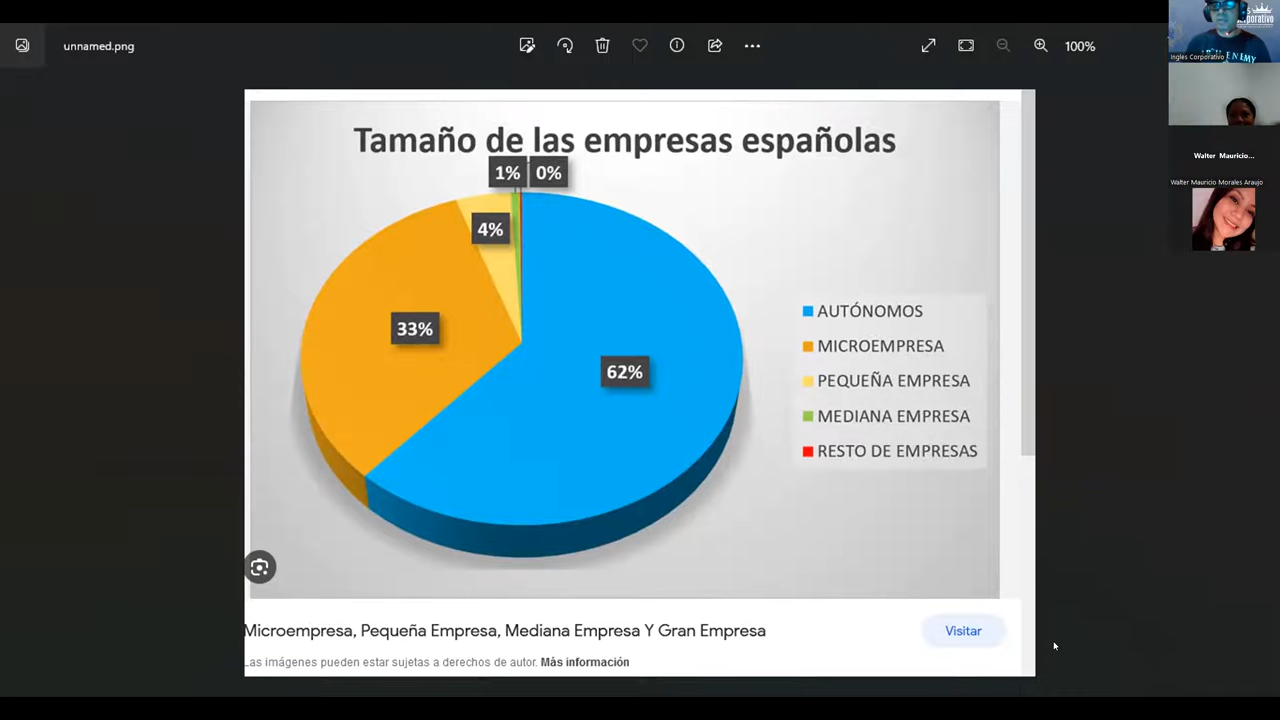 unnamed.png
100%
Tamaño de las empresas españolas
1%
0%
4%
33%
62%
AUTÓNOMOS
MICROEMPRESA
PEQUEÑA EMPRESA
MEDIANA EMPRESA
RESTO DE EMPRESAS
Microempresa, Pequeña Empresa, Mediana Empresa Y Gran Empresa
Visitar
Las imágenes pueden estar sujetas a derechos de autor. Más información
Ingles Corporativo
Walter Mauricio...
Walter Mauricio Morales Araujo